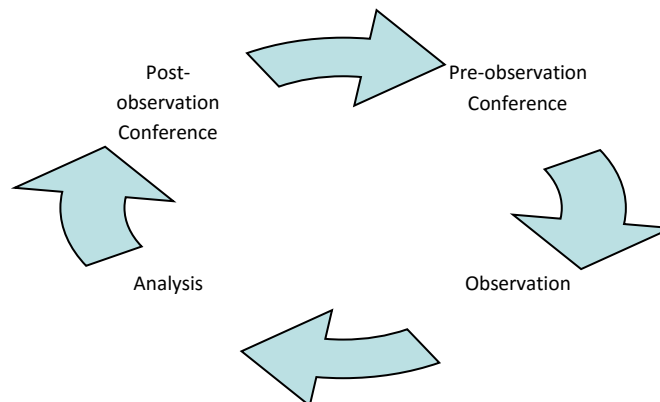 Post-
observation
Conference
Pre-observation
Conference
Analysis
Observation